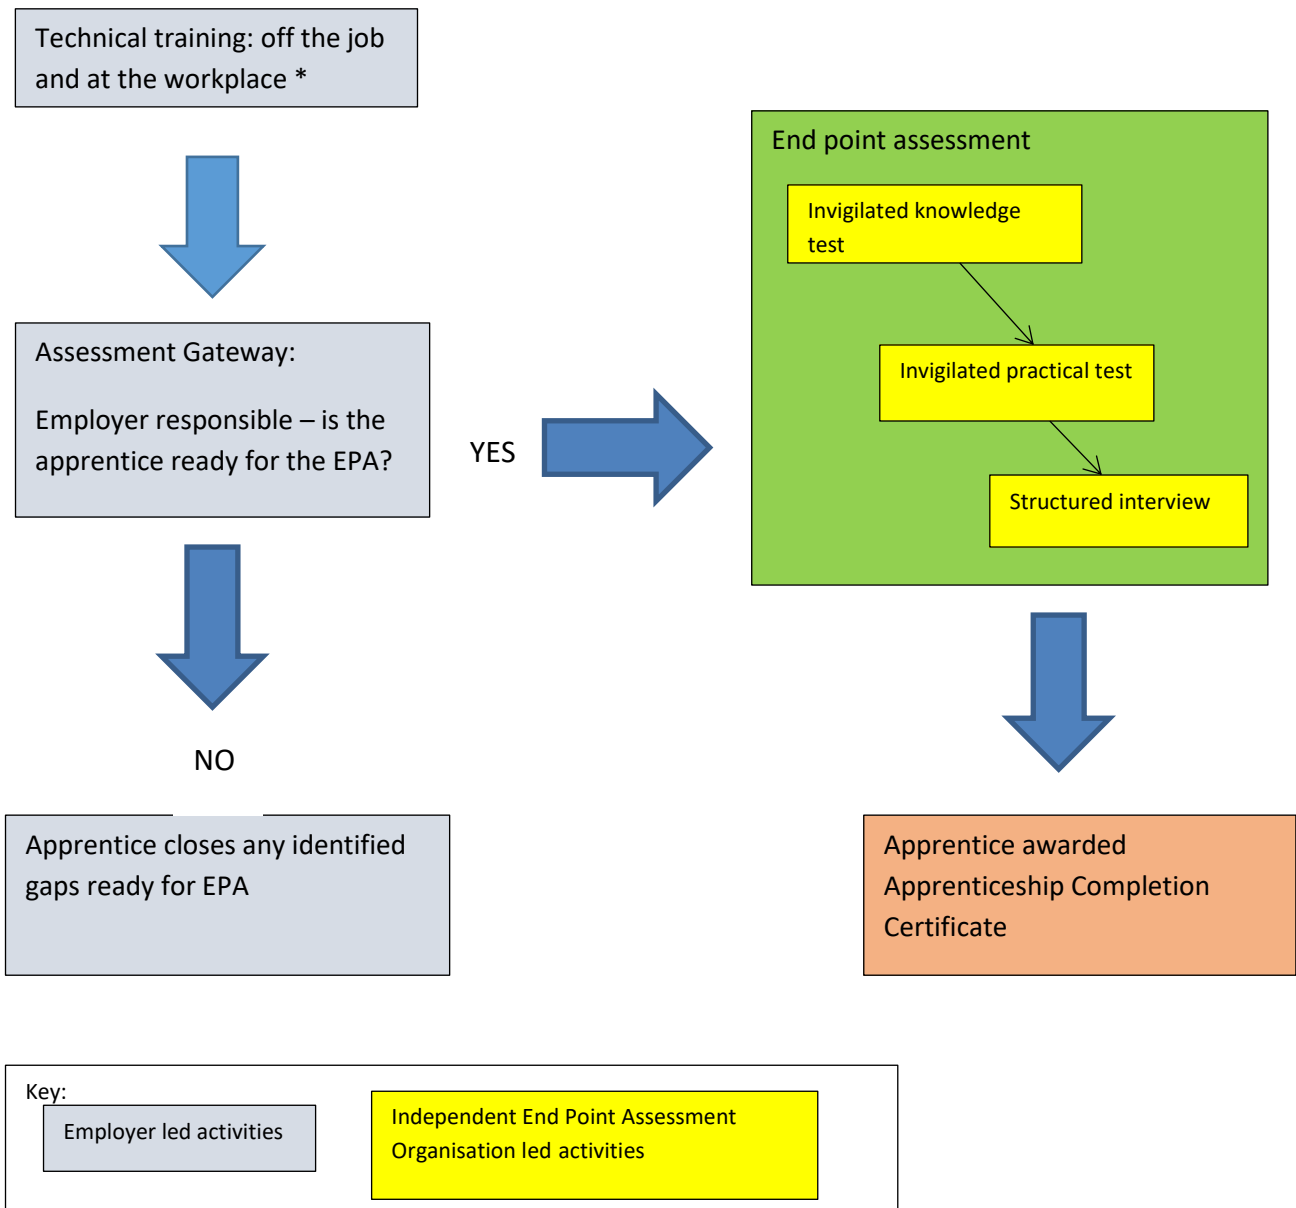 Technical training: off the job
and at the workplace *
End point assessment
Invigilated knowledge
test
Assessment Gateway:
Employer responsible – is the
apprentice ready for the EPA?
YES
Invigilated practical test
Structured interview
NO
Apprentice closes any identified
gaps ready for EPA
Apprentice awarded
Apprenticeship Completion
Certificate
Key:
Employer led activities
Independent End Point Assessment
Organisation led activities